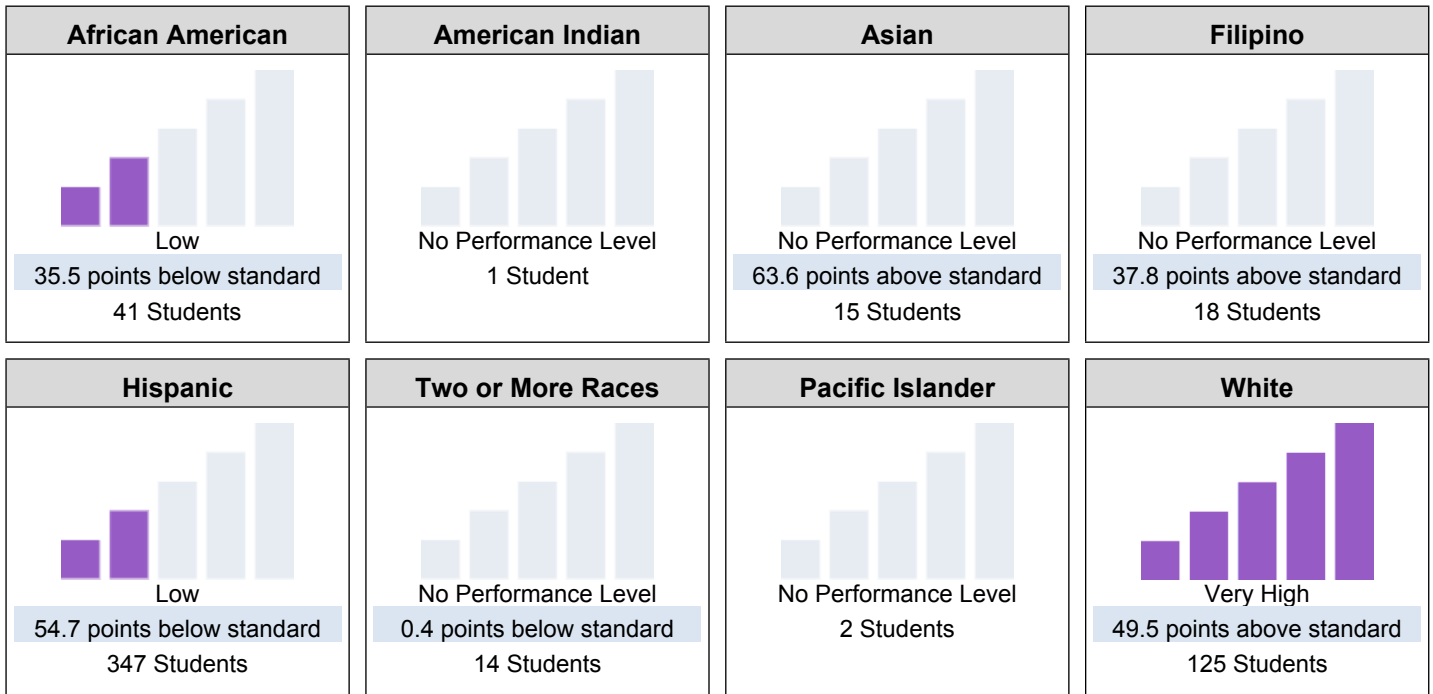 African American
Low
35.5 points below standard
41 Students
American Indian
No Performance Level
1 Student
Asian
No Performance Level
63.6 points above standard
15 Students
Filipino
No Performance Level
37.8 points above standard
18 Students
Hispanic
Low
54.7 points below standard
347 Students
Two or More Races
No Performance Level
0.4 points below standard
14 Students
Pacific Islander
No Performance Level
2 Students
White
Very High
49.5 points above standard
125 Students